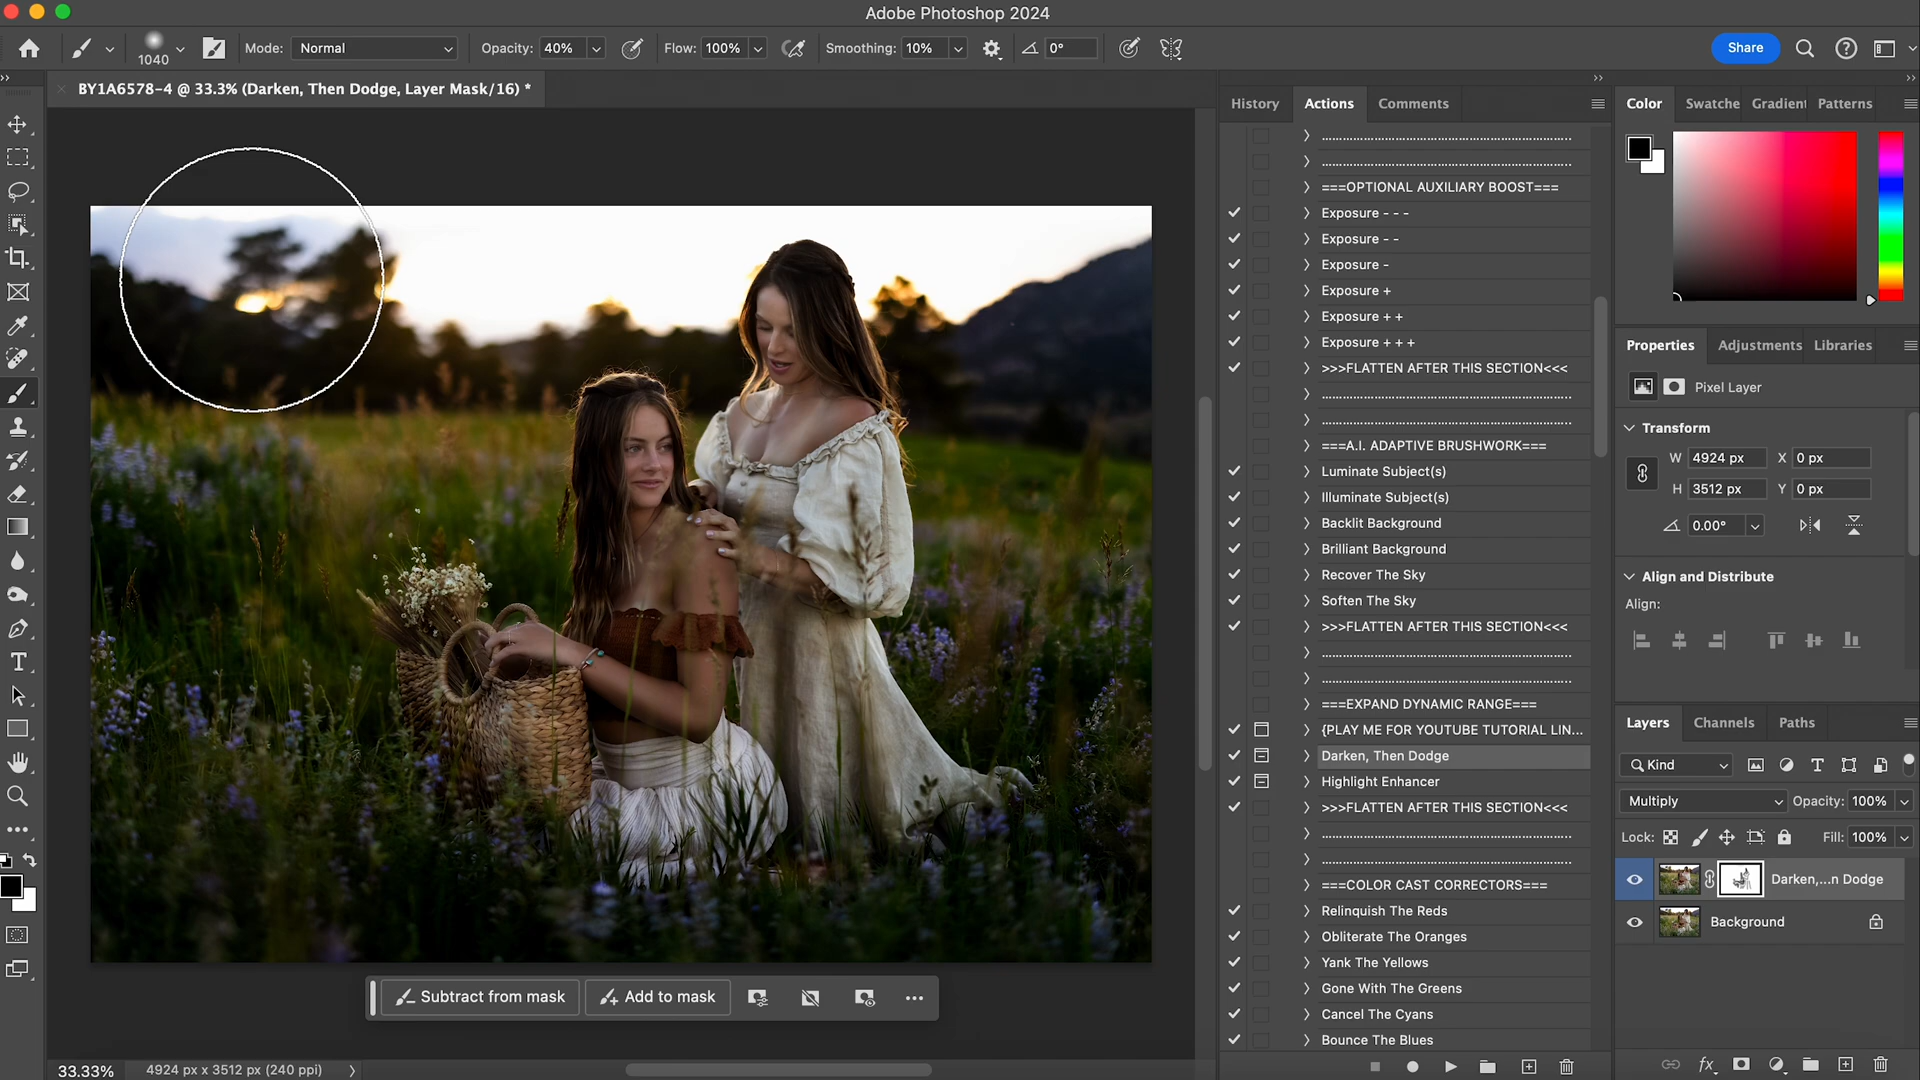 Adobe Photoshop 2024
1040
Mode: Normal
Opacity: 40%
Flow: 100%
Smoothing: 10%
0°
Share
BY1A6578-4 @ 33.3% (Darken, Then Dodge, Layer Mask/16) *
History
Actions
Comments
===OPTIONAL AUXILIARY BOOST===
Exposure - - -
Exposure - -
Exposure -
Exposure +
Exposure + +
Exposure + + +
>>>FLATTEN AFTER THIS SECTION<<<
===A.I. ADAPTIVE BRUSHWORK===
Luminate Subject(s)
Illuminate Subject(s)
Backlit Background
Brilliant Background
Recover The Sky
Soften The Sky
>>>FLATTEN AFTER THIS SECTION<<<
===EXPAND DYNAMIC RANGE===
{PLAY ME FOR YOUTUBE TUTORIAL LIN...
Darken, Then Dodge
Highlight Enhancer
>>>FLATTEN AFTER THIS SECTION<<<
===COLOR CAST CORRECTORS===
Relinquish The Reds
Obliterate The Oranges
Yank The Yellows
Gone With The Greens
Cancel The Cyans
Bounce The Blues
Color
Swatche
Gradient
Patterns
Properties
Adjustments
Libraries
Pixel Layer
Transform
W 4924 px X 0 px
H 3512 px Y 0 px
0.00°
Align and Distribute
Align:
Layers
Channels
Paths
Kind
Multiply
Opacity: 100%
Lock:
Fill: 100%
Darken,...n Dodge
Background
Subtract from mask
Add to mask
33.33%
4924 px x 3512 px (240 ppi)